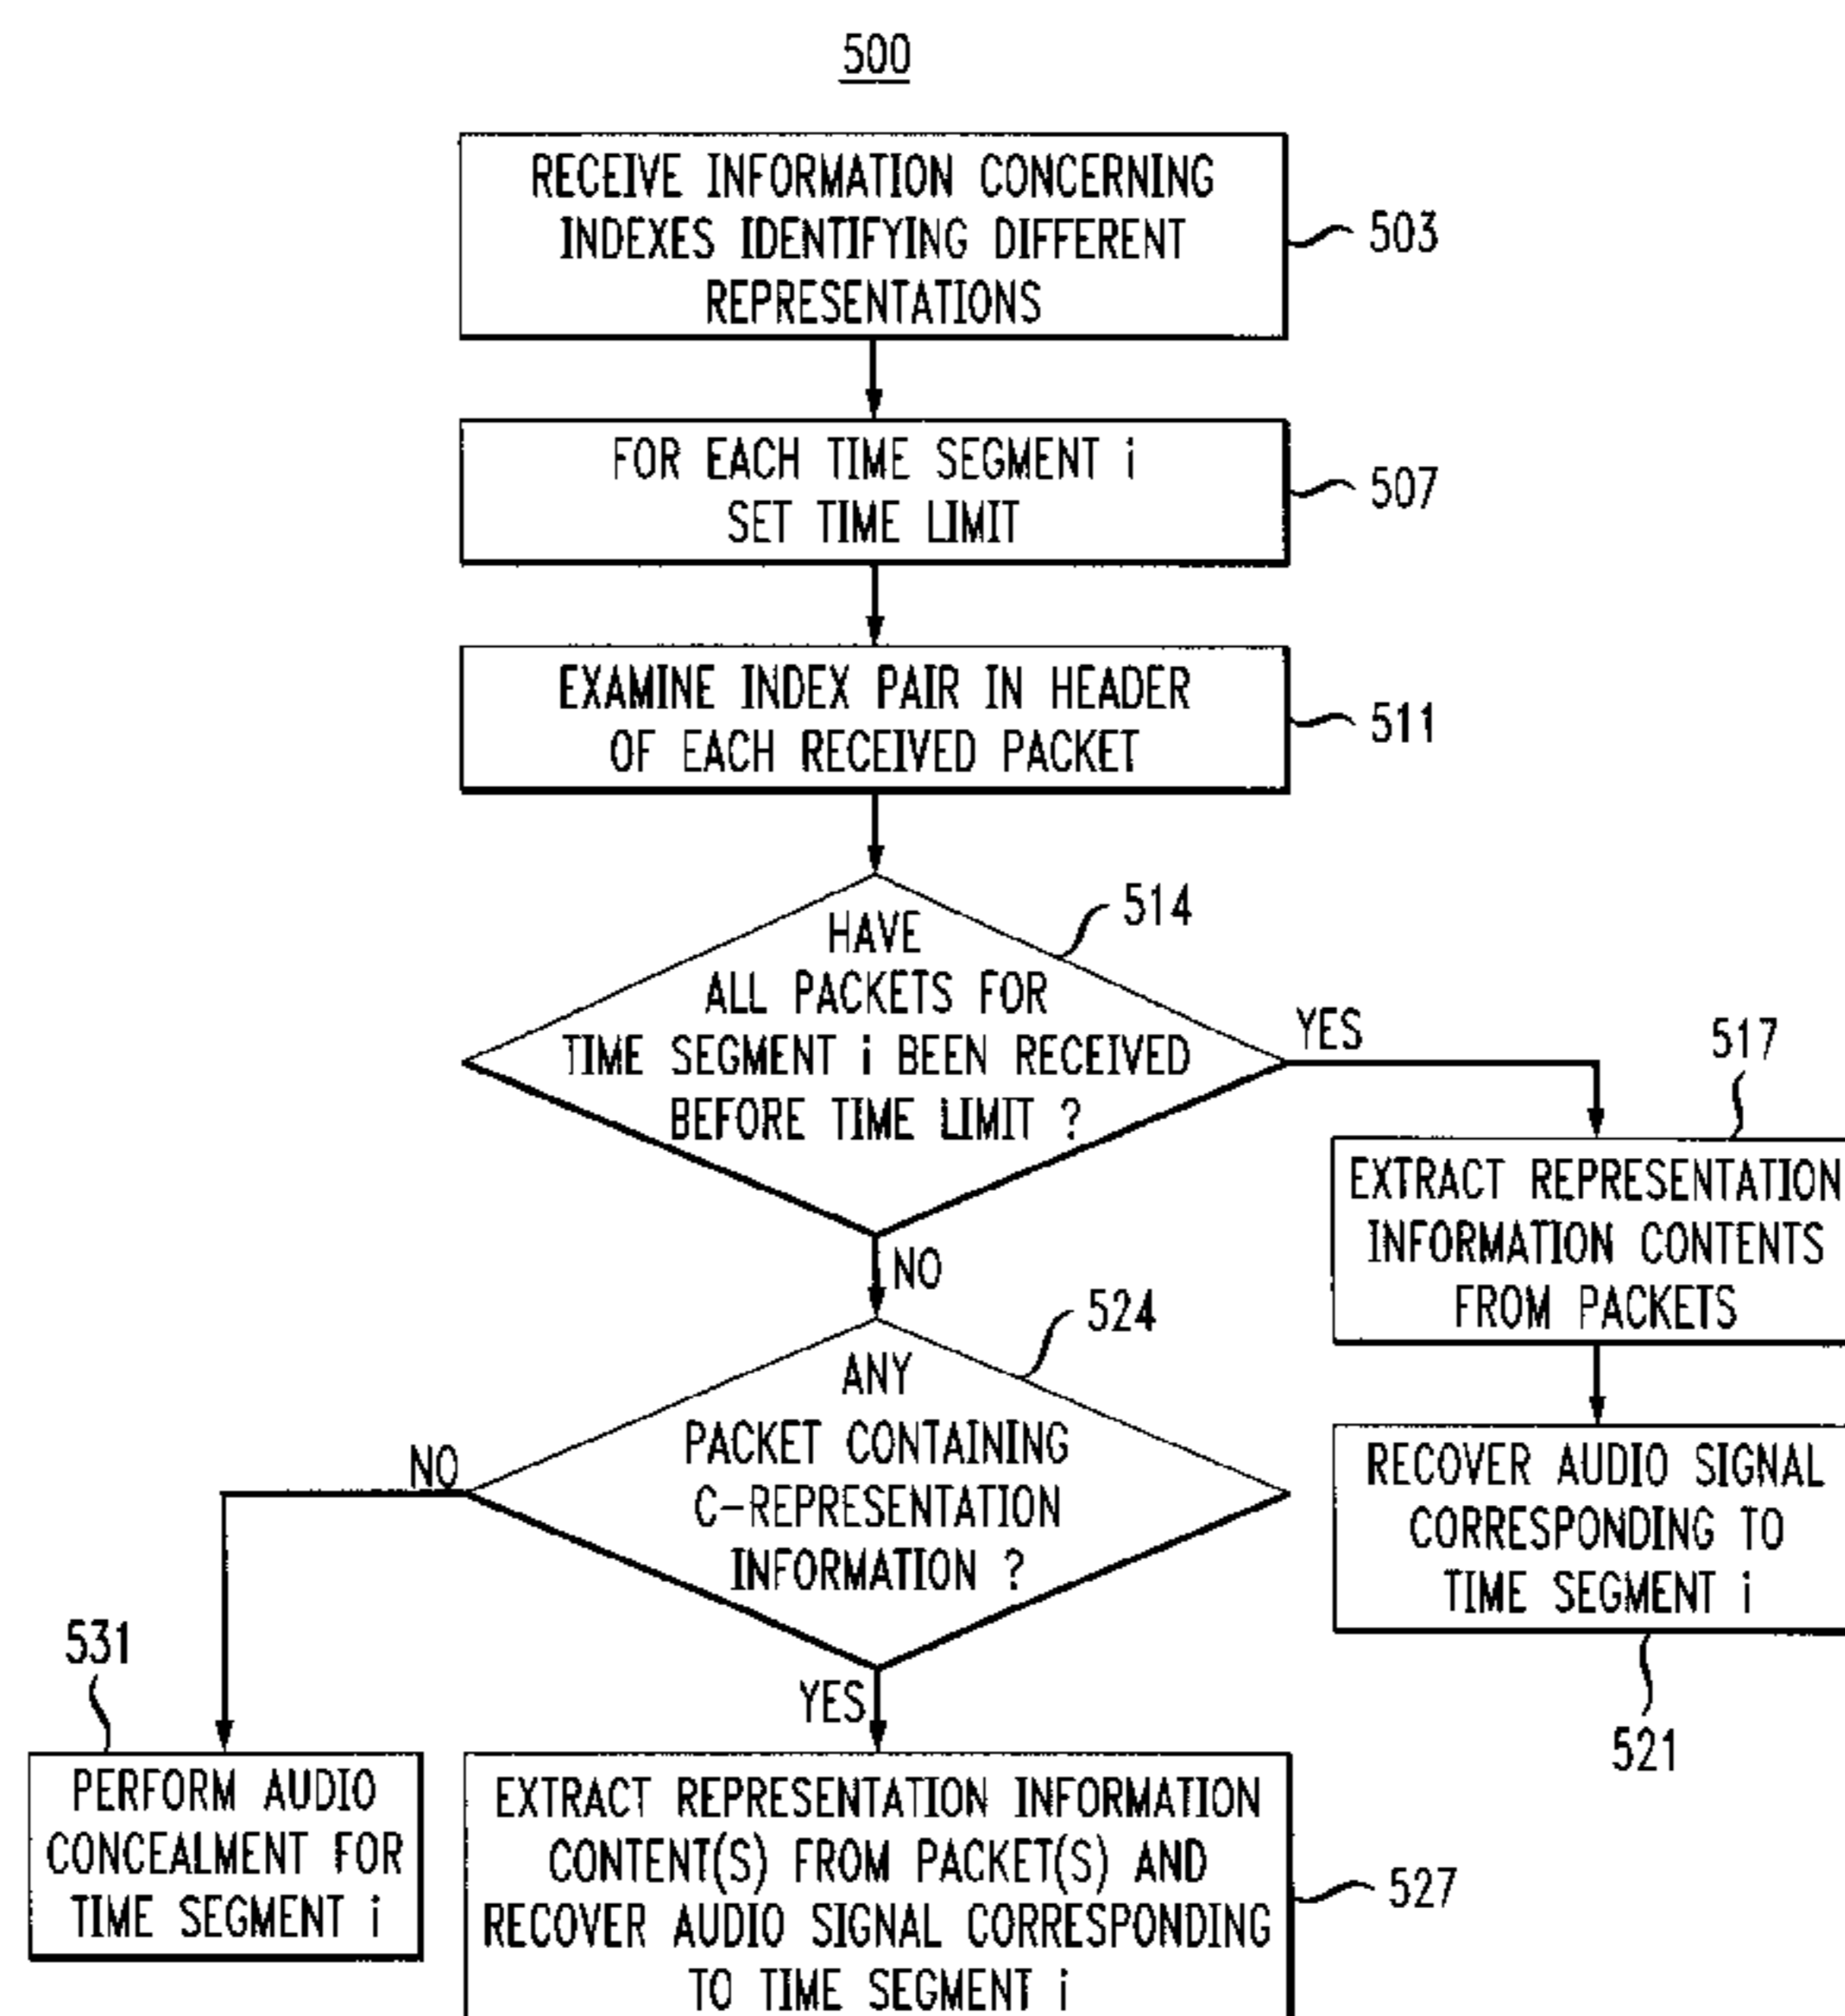 500
RECEIVE INFORMATION CONCERNING
INDEXES IDENTIFYING DIFFERENT
REPRESENTATIONS
503
FOR EACH TIME SEGMENT i
SET TIME LIMIT
507
EXAMINE INDEX PAIR IN HEADER
OF EACH RECEIVED PACKET
511
HAVE
ALL PACKETS FOR
TIME SEGMENT i BEEN RECEIVED
BEFORE TIME LIMIT ?
514
YES
517
EXTRACT REPRESENTATION
INFORMATION CONTENTS
FROM PACKETS
NO
524
ANY
PACKET CONTAINING
C-REPRESENTATION
INFORMATION ?
NO
RECOVER AUDIO SIGNAL
CORRESPONDING TO
TIME SEGMENT i
521
531
YES
PERFORM AUDIO
CONCEALMENT FOR
TIME SEGMENT i
EXTRACT REPRESENTATION INFORMATION
CONTENT(S) FROM PACKET(S) AND
RECOVER AUDIO SIGNAL CORRESPONDING
TO TIME SEGMENT i
527